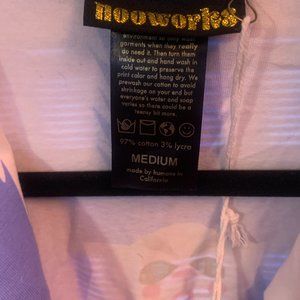 nooworks
environment so only wash
garments when they really
do need it. Then turn them
inside out and hand wash in
cold water to preserve the
print color and hang dry. We
prewash our cotton to avoid
shrinkage on your end but
everyone's water and soap
varies so there could be a
teensy bit more.
97% cotton 3% lycra
MEDIUM
made by humans in
California